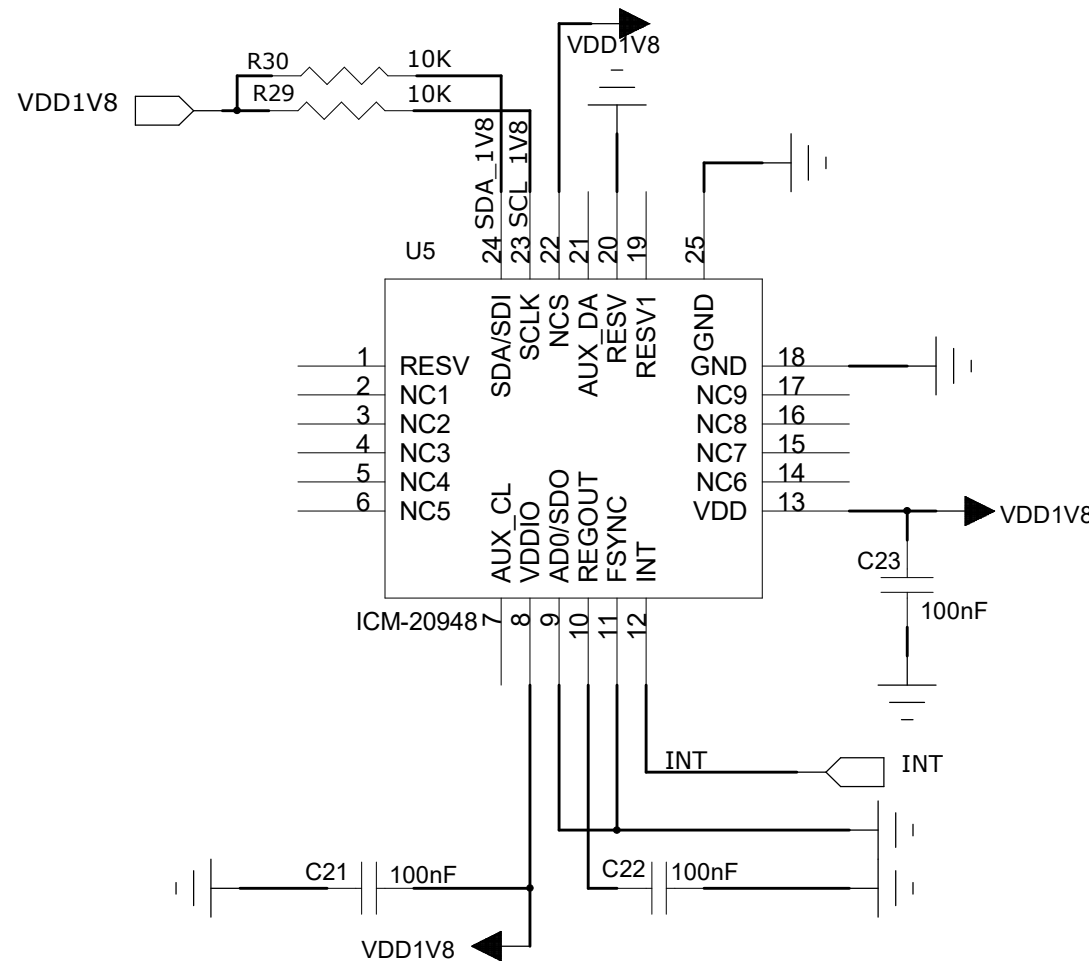 VDD1V8
R30 10K
R29 10K
VDD1V8
SDA_1V8
SCL_1V8
U5
24
23
22
21
20
19
25
SDA/SDI
SCLK
NCS
AUX_DA
RESV
RESV1
GND
1 RESV
2 NC1
3 NC2
4 NC3
5 NC4
6 NC5
GND 18
NC9 17
NC8 16
NC7 15
NC6 14
VDD 13
VDD1V8
C23
100nF
AUX_CL
VDDIO
AD0/SDO
REGOUT
FSYNC
INT
ICM-20948
7
8
9
10
11
12
INT
INT
C21 100nF
C22 100nF
VDD1V8